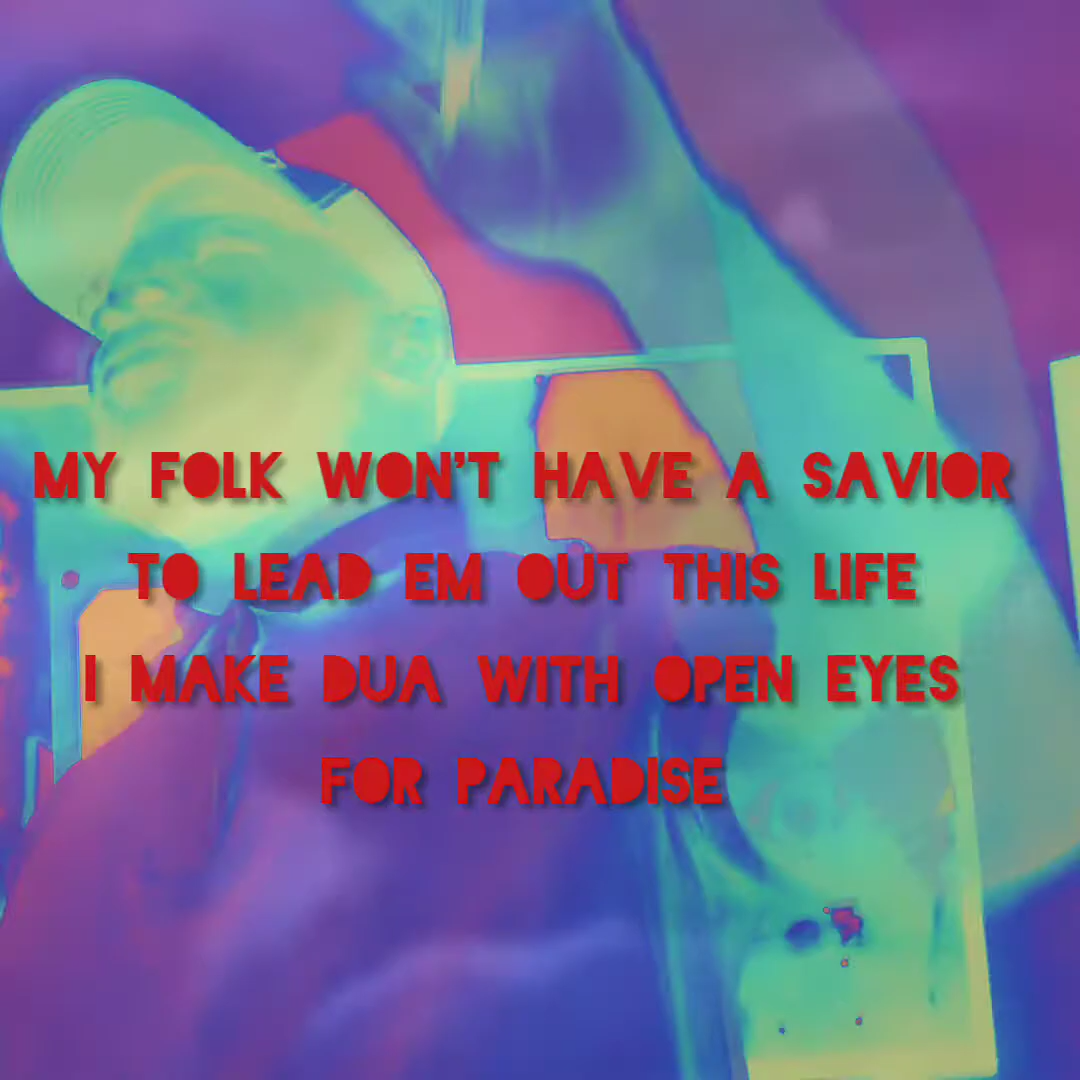 MY FOLK WON'T HAVE A SAVIOR
TO LEAD EM OUT THIS LIFE
I MAKE DUA WITH OPEN EYES
FOR PARADISE